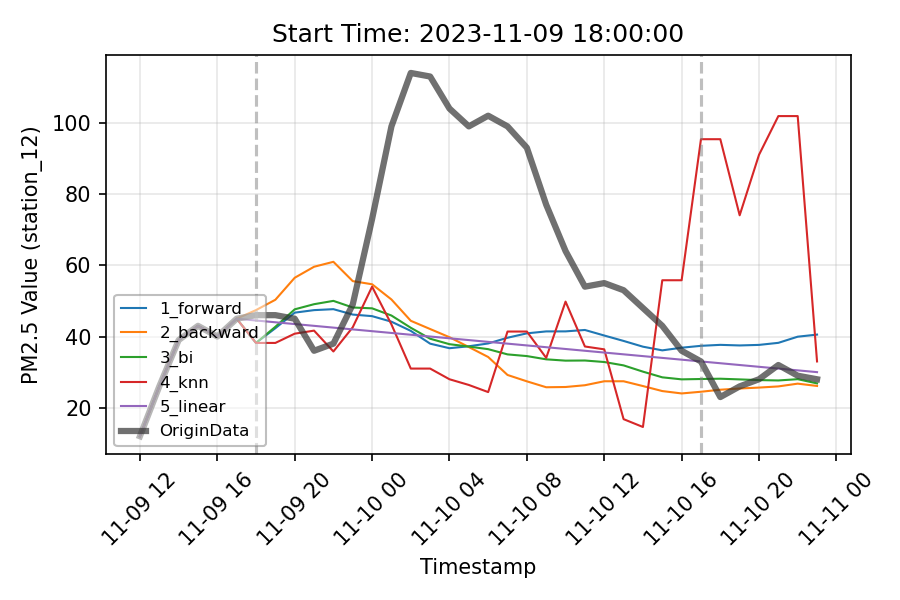 Start Time: 2023-11-09 18:00:00
PM2.5 Value (station_12)
100
80
60
40
20
1_forward
2_backward
3_bi
4_knn
5_linear
OriginData
11-09 12
11-09 16
11-09 20
11-10 00
11-10 04
11-10 08
11-10 12
11-10 16
11-10 20
11-11 00
Timestamp